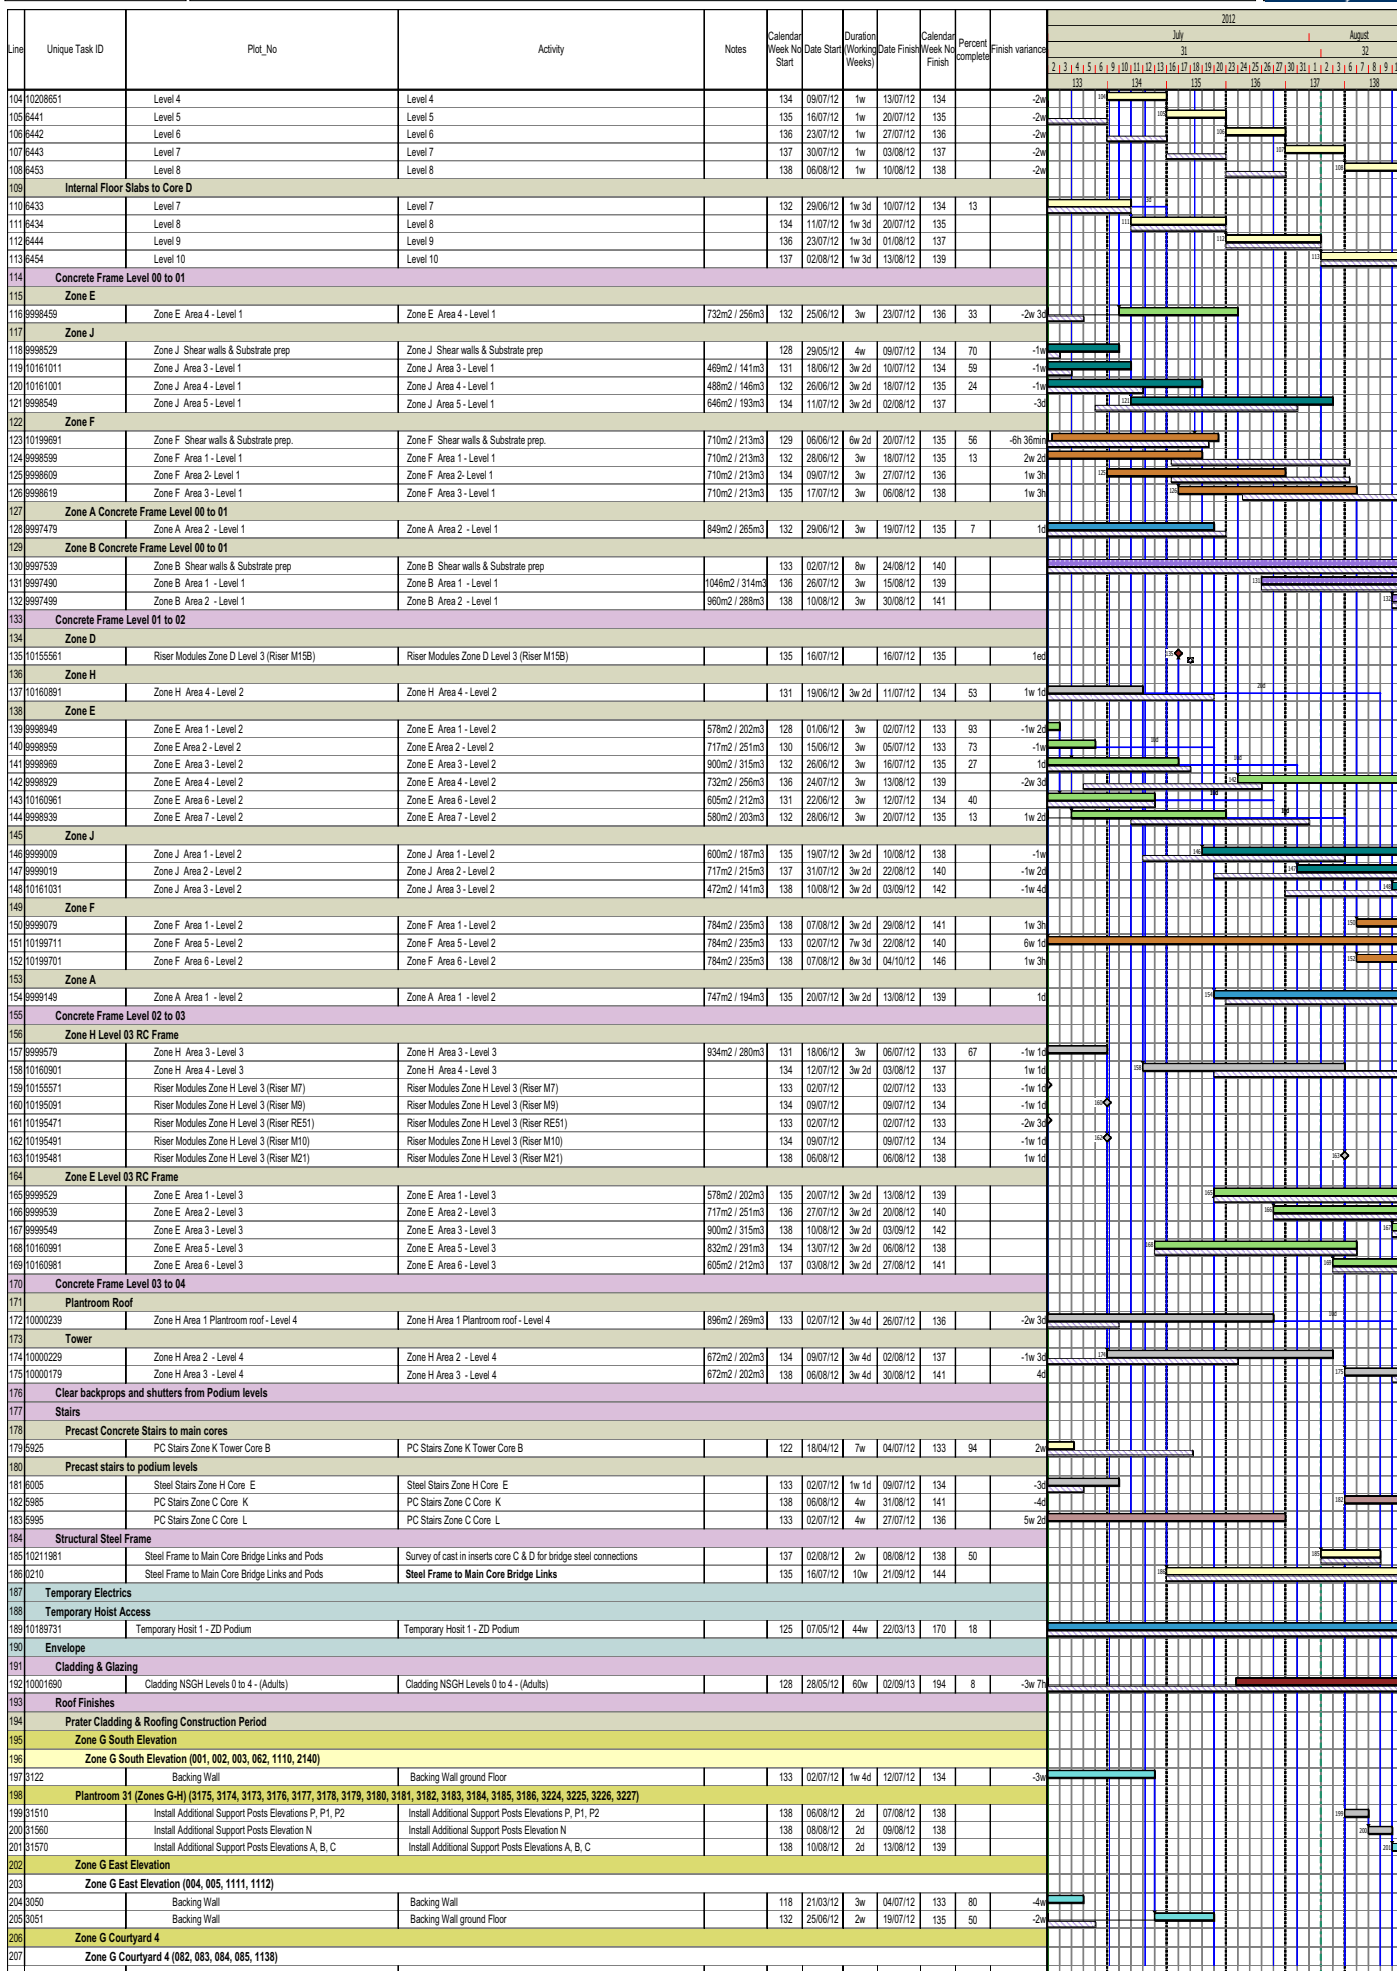 2012
July August
31 32
Line Unique Task ID Plot_No Activity Notes Calendar Week No Start Date Start Duration (Working Weeks) Date Finish Calendar Week No Finish Percent complete Finish variance
2 3 4 5 6 9 10 11 12 13 16 17 18 19 20 23 24 25 26 27 30 31 1 2 3 6 7 8 9
133 134 135 136 137 138
104 10208651 Level 4 Level 4 134 09/07/12 1w 13/07/12 134 -2w
105 6441 Level 5 Level 5 135 16/07/12 1w 20/07/12 135 -2w
106 6442 Level 6 Level 6 136 23/07/12 1w 27/07/12 136 -2w
107 6443 Level 7 Level 7 137 30/07/12 1w 03/08/12 137 -2w
108 6453 Level 8 Level 8 138 06/08/12 1w 10/08/12 138 -2w
109 Internal Floor Slabs to Core D
110 6433 Level 7 Level 7 132 29/06/12 1w 3d 10/07/12 134 13
111 6434 Level 8 Level 8 134 11/07/12 1w 3d 20/07/12 135
112 6444 Level 9 Level 9 136 23/07/12 1w 3d 01/08/12 137
113 6454 Level 10 Level 10 137 02/08/12 1w 3d 13/08/12 139
114 Concrete Frame Level 00 to 01
115 Zone E
116 9998459 Zone E Area 4 - Level 1 Zone E Area 4 - Level 1 732m2 / 256m3 132 25/06/12 3w 23/07/12 136 33 -2w 3d
117 Zone J
118 9998529 Zone J Shear walls & Substrate prep Zone J Shear walls & Substrate prep 128 29/05/12 4w 09/07/12 134 70 -1w
119 10161011 Zone J Area 3 - Level 1 Zone J Area 3 - Level 1 469m2 / 141m3 131 18/06/12 3w 2d 10/07/12 134 59 -1w
120 10161001 Zone J Area 4 - Level 1 Zone J Area 4 - Level 1 488m2 / 146m3 132 26/06/12 3w 2d 18/07/12 135 24 -1w
121 9998549 Zone J Area 5 - Level 1 Zone J Area 5 - Level 1 646m2 / 193m3 134 11/07/12 3w 2d 02/08/12 137 -3d
122 Zone F
123 10199691 Zone F Shear walls & Substrate prep. Zone F Shear walls & Substrate prep. 710m2 / 213m3 129 06/06/12 6w 2d 20/07/12 135 56 -6h 36min
124 9998599 Zone F Area 1 - Level 1 Zone F Area 1 - Level 1 710m2 / 213m3 132 28/06/12 3w 18/07/12 135 13 2w 2d
125 9998609 Zone F Area 2- Level 1 Zone F Area 2- Level 1 710m2 / 213m3 134 09/07/12 3w 27/07/12 136 1w 3h
126 9998619 Zone F Area 3 - Level 1 Zone F Area 3 - Level 1 710m2 / 213m3 135 17/07/12 3w 06/08/12 138 1w 3h
127 Zone A Concrete Frame Level 00 to 01
128 9997479 Zone A Area 2 - Level 1 Zone A Area 2 - Level 1 849m2 / 265m3 132 29/06/12 3w 19/07/12 135 7 1d
129 Zone B Concrete Frame Level 00 to 01
130 9997539 Zone B Shear walls & Substrate prep Zone B Shear walls & Substrate prep 133 02/07/12 8w 24/08/12 140
131 9997490 Zone B Area 1 - Level 1 Zone B Area 1 - Level 1 1046m2 / 314m3 136 26/07/12 3w 15/08/12 139
132 9997499 Zone B Area 2 - Level 1 Zone B Area 2 - Level 1 960m2 / 288m3 138 10/08/12 3w 30/08/12 141
133 Concrete Frame Level 01 to 02
134 Zone D
135 10155561 Riser Modules Zone D Level 3 (Riser M15B) Riser Modules Zone D Level 3 (Riser M15B) 135 16/07/12 16/07/12 135 1ed
136 Zone H
137 10160891 Zone H Area 4 - Level 2 Zone H Area 4 - Level 2 131 19/06/12 3w 2d 11/07/12 134 53 1w 1d
138 Zone E
139 9998949 Zone E Area 1 - Level 2 Zone E Area 1 - Level 2 578m2 / 202m3 128 01/06/12 3w 02/07/12 133 93 -1w 2d
140 9998959 Zone E Area 2 - Level 2 Zone E Area 2 - Level 2 717m2 / 251m3 130 15/06/12 3w 05/07/12 133 73 -1w
141 9998969 Zone E Area 3 - Level 2 Zone E Area 3 - Level 2 900m2 / 315m3 132 26/06/12 3w 16/07/12 135 27 1d
142 9998929 Zone E Area 4 - Level 2 Zone E Area 4 - Level 2 732m2 / 256m3 136 24/07/12 3w 13/08/12 139 -2w 3d
143 10160961 Zone E Area 6 - Level 2 Zone E Area 6 - Level 2 605m2 / 212m3 131 22/06/12 3w 12/07/12 134 40
144 9998939 Zone E Area 7 - Level 2 Zone E Area 7 - Level 2 580m2 / 203m3 132 28/06/12 3w 20/07/12 135 13 1w 2d
145 Zone J
146 9999009 Zone J Area 1 - Level 2 Zone J Area 1 - Level 2 600m2 / 187m3 135 19/07/12 3w 2d 10/08/12 138 -1w
147 9999019 Zone J Area 2 - Level 2 Zone J Area 2 - Level 2 717m2 / 215m3 137 31/07/12 3w 2d 22/08/12 140 -1w 2d
148 10161031 Zone J Area 3 - Level 2 Zone J Area 3 - Level 2 472m2 / 141m3 138 10/08/12 3w 2d 03/09/12 142 -1w 4d
149 Zone F
150 9999079 Zone F Area 1 - Level 2 Zone F Area 1 - Level 2 784m2 / 235m3 138 07/08/12 3w 2d 29/08/12 141 1w 3h
151 10199711 Zone F Area 5 - Level 2 Zone F Area 5 - Level 2 784m2 / 235m3 133 02/07/12 7w 3d 22/08/12 140 6w 1d
152 10199701 Zone F Area 6 - Level 2 Zone F Area 6 - Level 2 784m2 / 235m3 138 07/08/12 8w 3d 04/10/12 146 1w 3h
153 Zone A
154 9999149 Zone A Area 1 - level 2 Zone A Area 1 - level 2 747m2 / 194m3 135 20/07/12 3w 2d 13/08/12 139 1d
155 Concrete Frame Level 02 to 03
156 Zone H Level 03 RC Frame
157 9999579 Zone H Area 3 - Level 3 Zone H Area 3 - Level 3 934m2 / 280m3 131 18/06/12 3w 06/07/12 133 67 -1w 1d
158 10160901 Zone H Area 4 - Level 3 Zone H Area 4 - Level 3 134 12/07/12 3w 2d 03/08/12 137 1w 1d
159 10155571 Riser Modules Zone H Level 3 (Riser M7) Riser Modules Zone H Level 3 (Riser M7) 133 02/07/12 02/07/12 133 -1w 1d
160 10195091 Riser Modules Zone H Level 3 (Riser M9) Riser Modules Zone H Level 3 (Riser M9) 134 09/07/12 09/07/12 134 -1w 1d
161 10195471 Riser Modules Zone H Level 3 (Riser RE51) Riser Modules Zone H Level 3 (Riser RE51) 133 02/07/12 02/07/12 133 -2w 3d
162 10195491 Riser Modules Zone H Level 3 (Riser M10) Riser Modules Zone H Level 3 (Riser M10) 134 09/07/12 09/07/12 134 -1w 1d
163 10195481 Riser Modules Zone H Level 3 (Riser M21) Riser Modules Zone H Level 3 (Riser M21) 138 06/08/12 06/08/12 138 1w 1d
164 Zone E Level 03 RC Frame
165 9999529 Zone E Area 1 - Level 3 Zone E Area 1 - Level 3 578m2 / 202m3 135 20/07/12 3w 2d 13/08/12 139
166 9999539 Zone E Area 2 - Level 3 Zone E Area 2 - Level 3 717m2 / 251m3 136 27/07/12 3w 2d 20/08/12 140
167 9999549 Zone E Area 3 - Level 3 Zone E Area 3 - Level 3 900m2 / 315m3 138 10/08/12 3w 2d 03/09/12 142
168 10160991 Zone E Area 5 - Level 3 Zone E Area 5 - Level 3 832m2 / 291m3 134 13/07/12 3w 2d 06/08/12 138
169 10160981 Zone E Area 6 - Level 3 Zone E Area 6 - Level 3 605m2 / 212m3 137 03/08/12 3w 2d 27/08/12 141
170 Concrete Frame Level 03 to 04
171 Plantroom Roof
172 10000239 Zone H Area 1 Plantroom roof - Level 4 Zone H Area 1 Plantroom roof - Level 4 896m2 / 269m3 133 02/07/12 3w 4d 26/07/12 136 -2w 3d
173 Tower
174 10000229 Zone H Area 2 - Level 4 Zone H Area 2 - Level 4 672m2 / 202m3 134 09/07/12 3w 4d 02/08/12 137 -1w 3d
175 10000179 Zone H Area 3 - Level 4 Zone H Area 3 - Level 4 672m2 / 202m3 138 06/08/12 3w 4d 30/08/12 141 4d
176 Clear backprops and shutters from Podium levels
177 Stairs
178 Precast Concrete Stairs to main cores
179 5925 PC Stairs Zone K Tower Core B PC Stairs Zone K Tower Core B 122 18/04/12 7w 04/07/12 133 94 2w
180 Precast stairs to podium levels
181 6005 Steel Stairs Zone H Core E Steel Stairs Zone H Core E 133 02/07/12 1w 1d 09/07/12 134 -3d
182 5985 PC Stairs Zone C Core K PC Stairs Zone C Core K 138 06/08/12 4w 31/08/12 141 -4d
183 5995 PC Stairs Zone C Core L PC Stairs Zone C Core L 133 02/07/12 4w 27/07/12 136 5w 2d
184 Structural Steel Frame
185 10211981 Steel Frame to Main Core Bridge Links and Pods Survey of cast in inserts core C & D for bridge steel connections 137 02/08/12 2w 08/08/12 138 50
186 0210 Steel Frame to Main Core Bridge Links and Pods Steel Frame to Main Core Bridge Links 135 16/07/12 10w 21/09/12 144
187 Temporary Electrics
188 Temporary Hoist Access
189 10189731 Temporary Hosit 1 - ZD Podium Temporary Hosit 1 - ZD Podium 125 07/05/12 44w 22/03/13 170 18
190 Envelope
191 Cladding & Glazing
192 10001690 Cladding NSGH Levels 0 to 4 - (Adults) Cladding NSGH Levels 0 to 4 - (Adults) 128 28/05/12 60w 02/09/13 194 8 -3w 7h
193 Roof Finishes
194 Prater Cladding & Roofing Construction Period
195 Zone G South Elevation
196 Zone G South Elevation (001, 002, 003, 062, 1110, 2140)
197 3122 Backing Wall Backing Wall ground Floor 133 02/07/12 1w 4d 12/07/12 134 -3w
198 Plantroom 31 (Zones G-H) (3175, 3174, 3173, 3176, 3177, 3178, 3179, 3180, 3181, 3182, 3183, 3184, 3185, 3186, 3224, 3225, 3226, 3227)
199 31510 Install Additional Support Posts Elevations P, P1, P2 Install Additional Support Posts Elevations P, P1, P2 138 06/08/12 2d 07/08/12 138
200 31560 Install Additional Support Posts Elevation N Install Additional Support Posts Elevation N 138 08/08/12 2d 09/08/12 138
201 31570 Install Additional Support Posts Elevations A, B, C Install Additional Support Posts Elevations A, B, C 138 10/08/12 2d 13/08/12 139
202 Zone G East Elevation
203 Zone G East Elevation (004, 005, 1111, 1112)
204 3050 Backing Wall Backing Wall 118 21/03/12 3w 04/07/12 133 80 -4w
205 3051 Backing Wall Backing Wall ground Floor 132 25/06/12 2w 19/07/12 135 50 -2w
206 Zone G Courtyard 4
207 Zone G Courtyard 4 (082, 083, 084, 085, 1138)